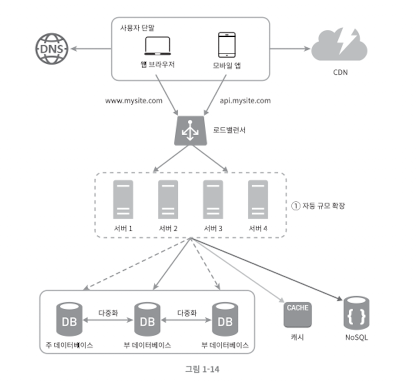 사용자 단말
DNS
웹 브라우저
모바일 앱
CDN
www.mysite.com
api.mysite.com
로드밸런서
① 자동 규모 확장
서버 1
서버 2
서버 3
서버 4
DB
다중화
DB
다중화
DB
CACHE
{ }
주 데이터베이스
부 데이터베이스
부 데이터베이스
캐시
NoSQL
그림 1-14